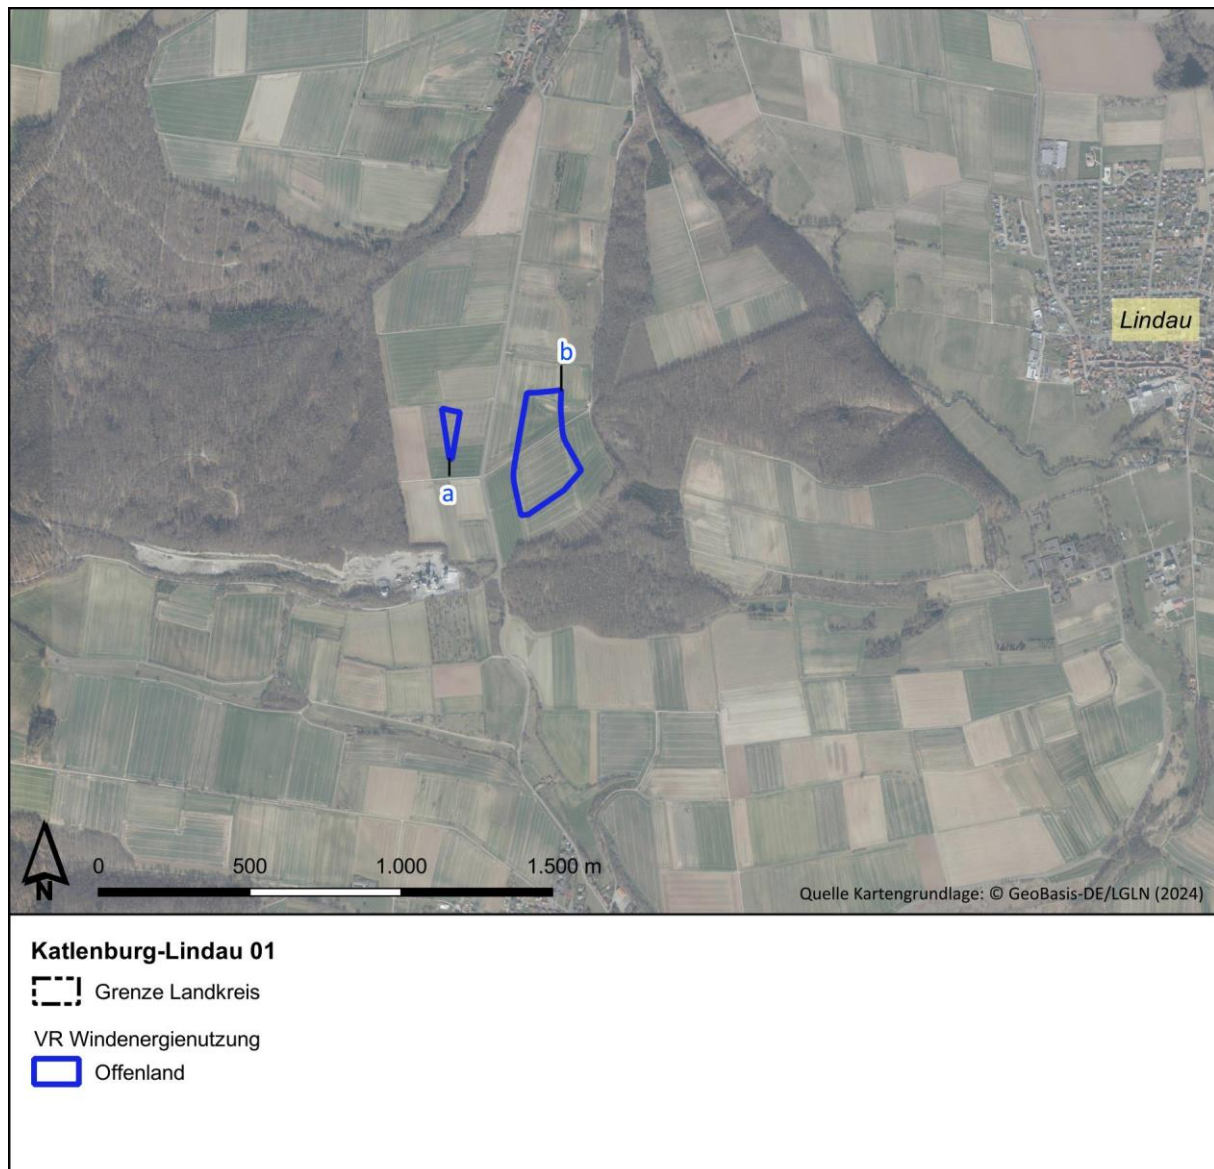 Lindau
b
a
N
0 500 1.000 1.500 m
Quelle Kartengrundlage: © GeoBasis-DE/LGLN (2024)
Katlenburg-Lindau 01
Grenze Landkreis
VR Windenergienutzung
Offenland